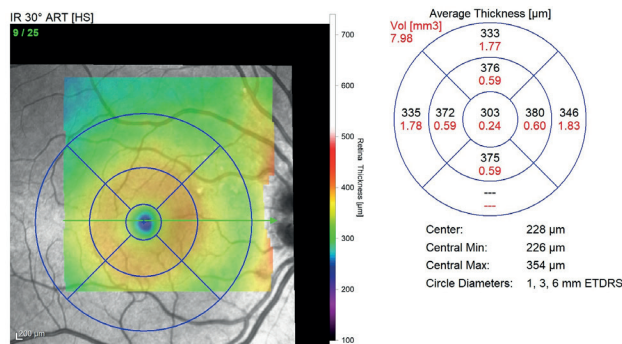 IR 30° ART [HS]
9 / 25
200 µm
700
600
500
400
300
200
100
Retina Thickness [µm]
Average Thickness [µm]
Vol [mm3]
7.98
333
1.77
376
0.59
335 372 303 380 346
1.78 0.59 0.24 0.60 1.83
375
0.59
---
---
Center: 228 µm
Central Min: 226 µm
Central Max: 354 µm
Circle Diameters: 1, 3, 6 mm ETDRS